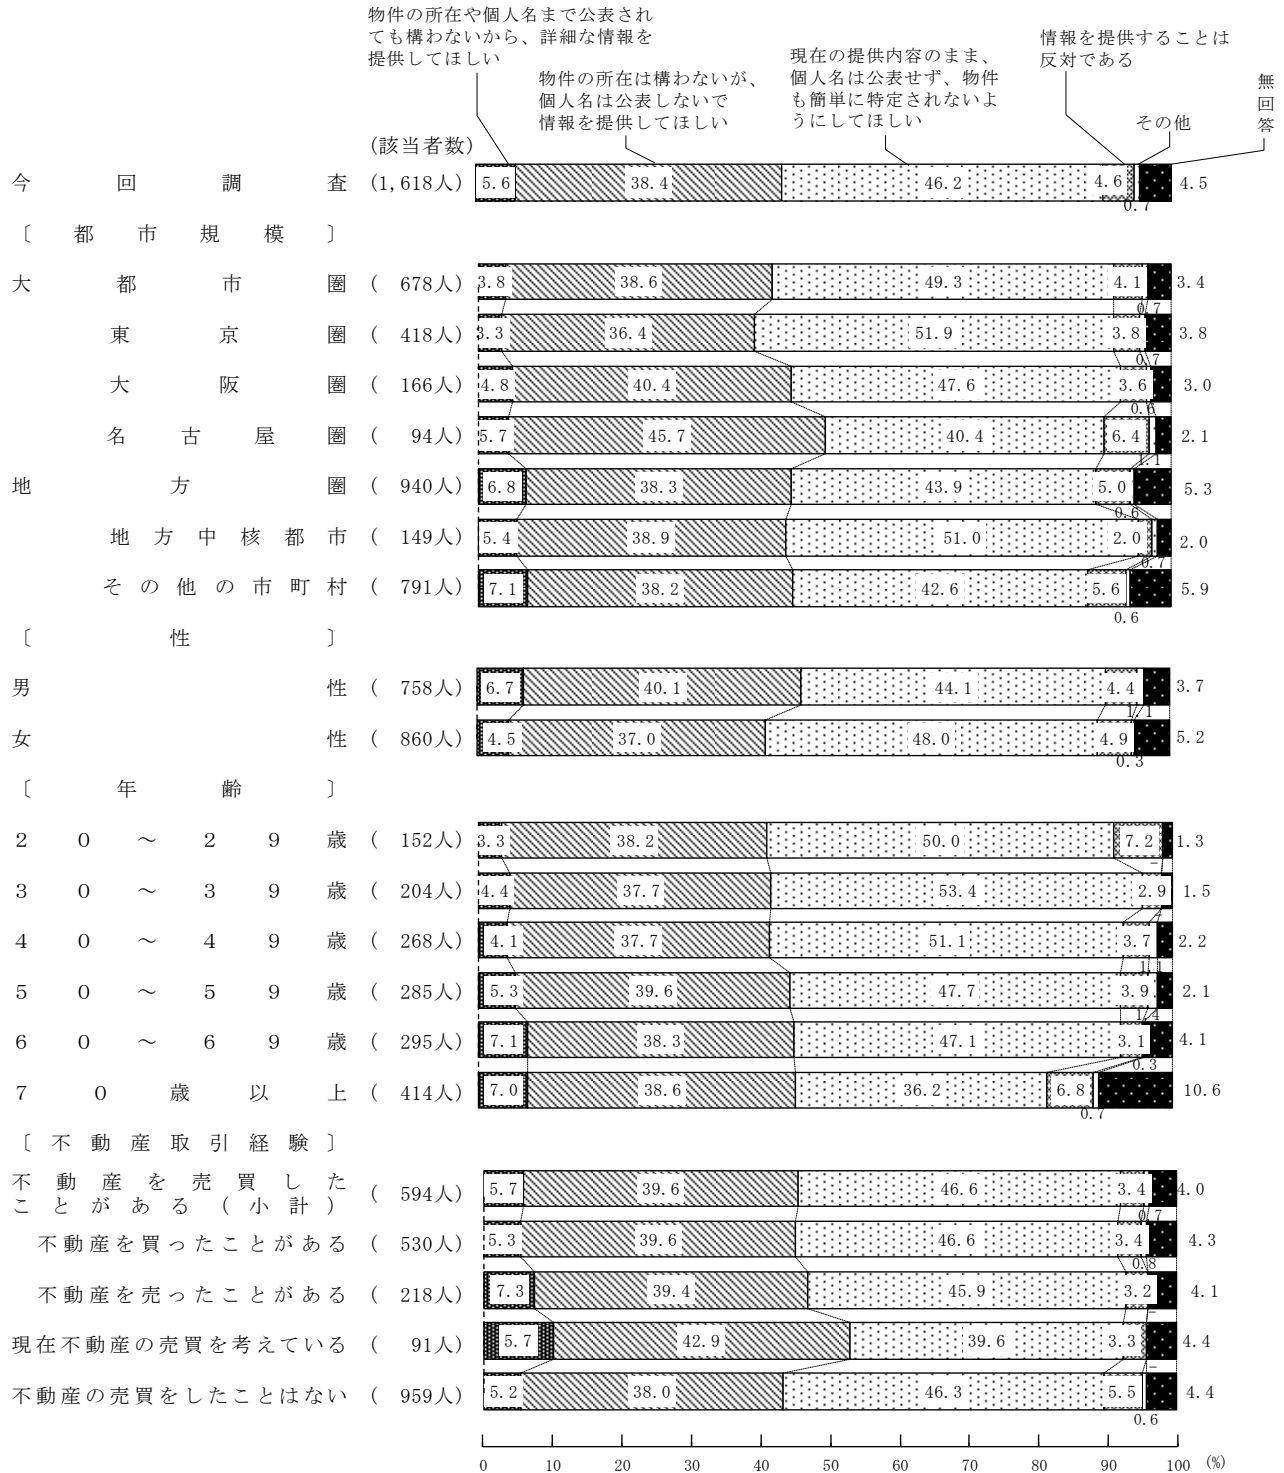 物件の所在や個人名まで公表され
ても構わないから、詳細な情報を
提供してほしい
物件の所在は構わないが、
個人名は公表しないで
情報を提供してほしい
現在の提供内容のまま、
個人名は公表せず、物件
も簡単に特定されないよ
うにしてほしい
情報を提供することは
反対である
その他
無
回
答
(該当者数)
今回調査 (1,618人) 5.6 38.4 46.2 4.6 0.7 4.5
〔都市規模〕
大都市圏 ( 678人) 3.8 38.6 49.3 4.1 0.7 3.4
東京圏 ( 418人) 3.3 36.4 51.9 3.8 0.7 3.8
大阪圏 ( 166人) 4.8 40.4 47.6 3.6 0.6 3.0
名古屋圏 ( 94人) 5.7 45.7 40.4 6.4 1.1 2.1
地方圏 ( 940人) 6.8 38.3 43.9 5.0 0.6 5.3
地方中核都市 ( 149人) 5.4 38.9 51.0 2.0 0.7 2.0
その他の市町村 ( 791人) 7.1 38.2 42.6 5.6 0.6 5.9
〔性〕
男性 ( 758人) 6.7 40.1 44.1 4.4 1.1 3.7
女性 ( 860人) 4.5 37.0 48.0 4.9 0.3 5.2
〔年齢〕
20～29歳 ( 152人) 3.3 38.2 50.0 7.2 − 1.3
30～39歳 ( 204人) 4.4 37.7 53.4 2.9 − 1.5
40～49歳 ( 268人) 4.1 37.7 51.1 3.7 1.1 2.2
50～59歳 ( 285人) 5.3 39.6 47.7 3.9 1.4 2.1
60～69歳 ( 295人) 7.1 38.3 47.1 3.1 0.3 4.1
70歳以上 ( 414人) 7.0 38.6 36.2 6.8 0.7 10.6
〔不動産取引経験〕
不動産を売買した
ことがある(小計) ( 594人) 5.7 39.6 46.6 3.4 0.7 4.0
不動産を買ったことがある ( 530人) 5.3 39.6 46.6 3.4 0.8 4.3
不動産を売ったことがある ( 218人) 7.3 39.4 45.9 3.2 − 4.1
現在不動産の売買を考えている ( 91人) 5.7 42.9 39.6 3.3 − 4.4
不動産の売買をしたことはない ( 959人) 5.2 38.0 46.3 5.5 0.6 4.4
0 10 20 30 40 50 60 70 80 90 100 (%)